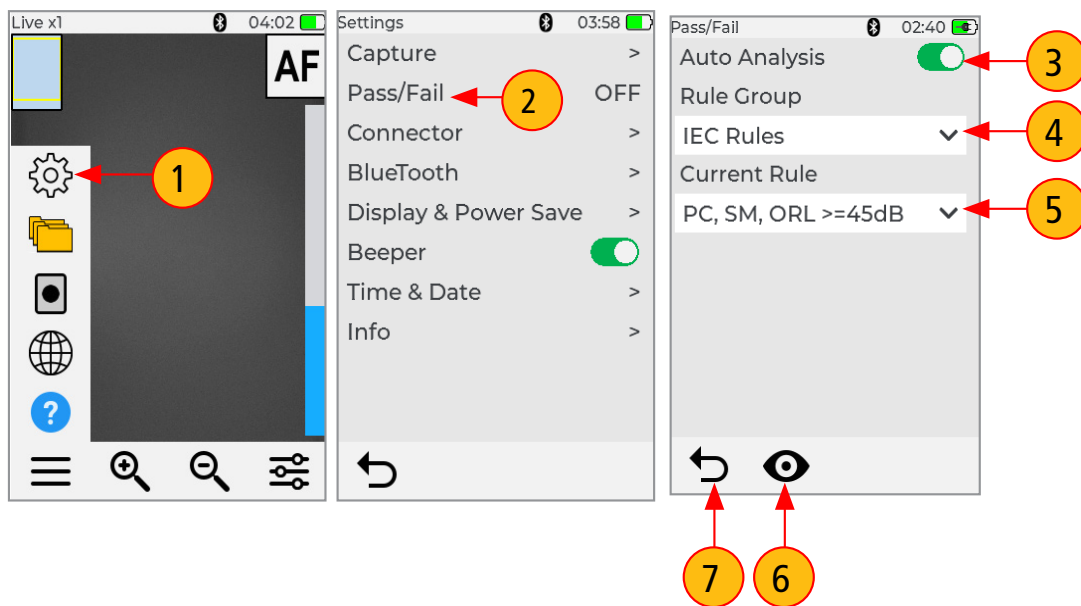 Live x1 04:02
AF
1
?
Settings 03:58
Capture >
Pass/Fail 2 OFF
Connector >
BlueTooth >
Display & Power Save >
Beeper
Time & Date >
Info >
Pass/Fail 02:40
Auto Analysis 3
Rule Group
IEC Rules 4
Current Rule
PC, SM, ORL >=45dB 5
7 6